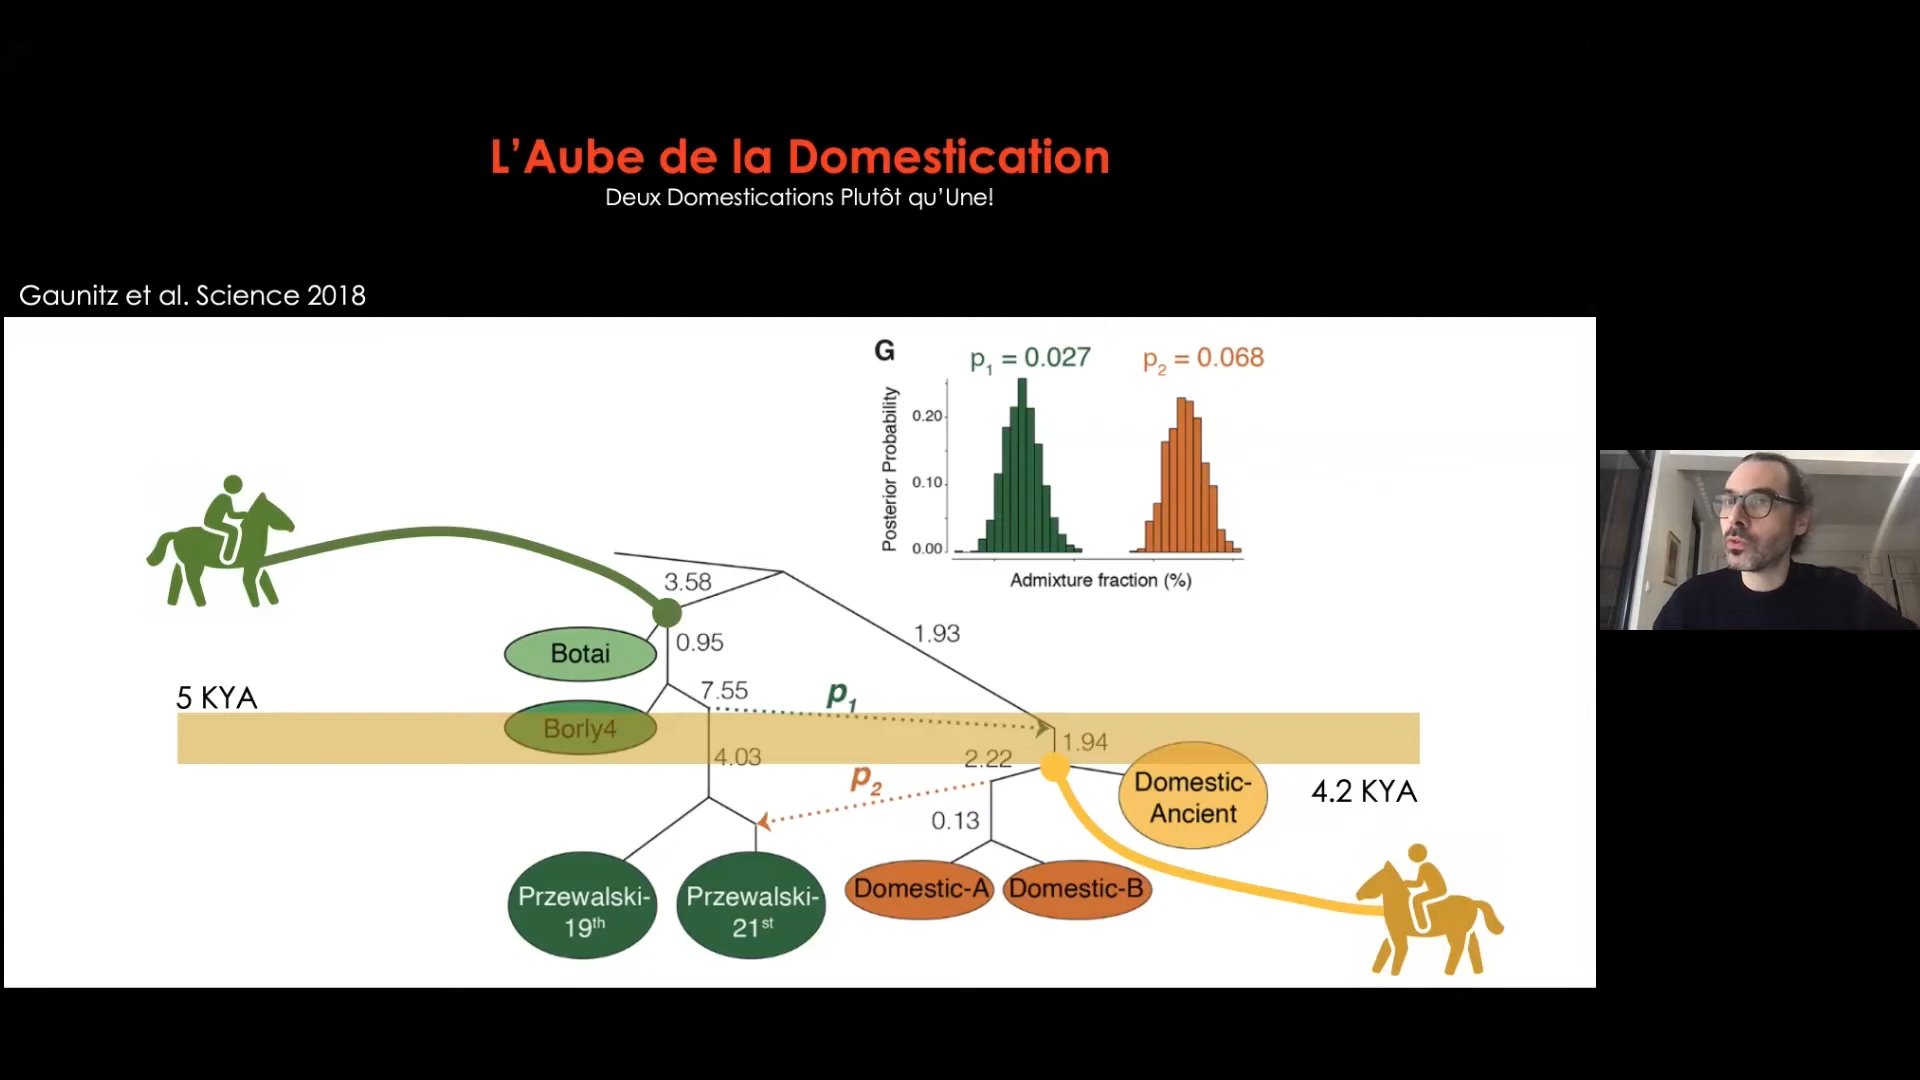 L'Aube de la Domestication
Deux Domestications Plutôt qu'Une!
Gaunitz et al. Science 2018
G
p1 = 0.027
p2 = 0.068
Posterior Probability
0.20
0.10
0.00
Admixture fraction (%)
3.58
0.95
1.93
Botai
5 KYA
7.55
p1
Borly4
4.03
2.22
1.94
p2
Domestic-
Ancient
4.2 KYA
0.13
Przewalski-
19th
Przewalski-
21st
Domestic-A
Domestic-B